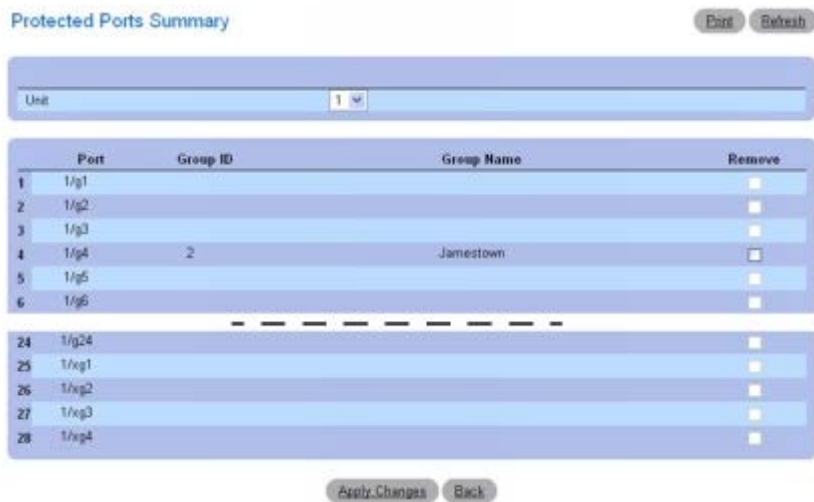 Protected Ports Summary
Print Refresh
Unit 1
Port Group ID Group Name Remove
1 1/g1
2 1/g2
3 1/g3
4 1/g4 2 Jamestown
5 1/g5
6 1/g6
24 1/g24
25 1/xg1
26 1/xg2
27 1/xg3
28 1/xg4
Apply Changes Back